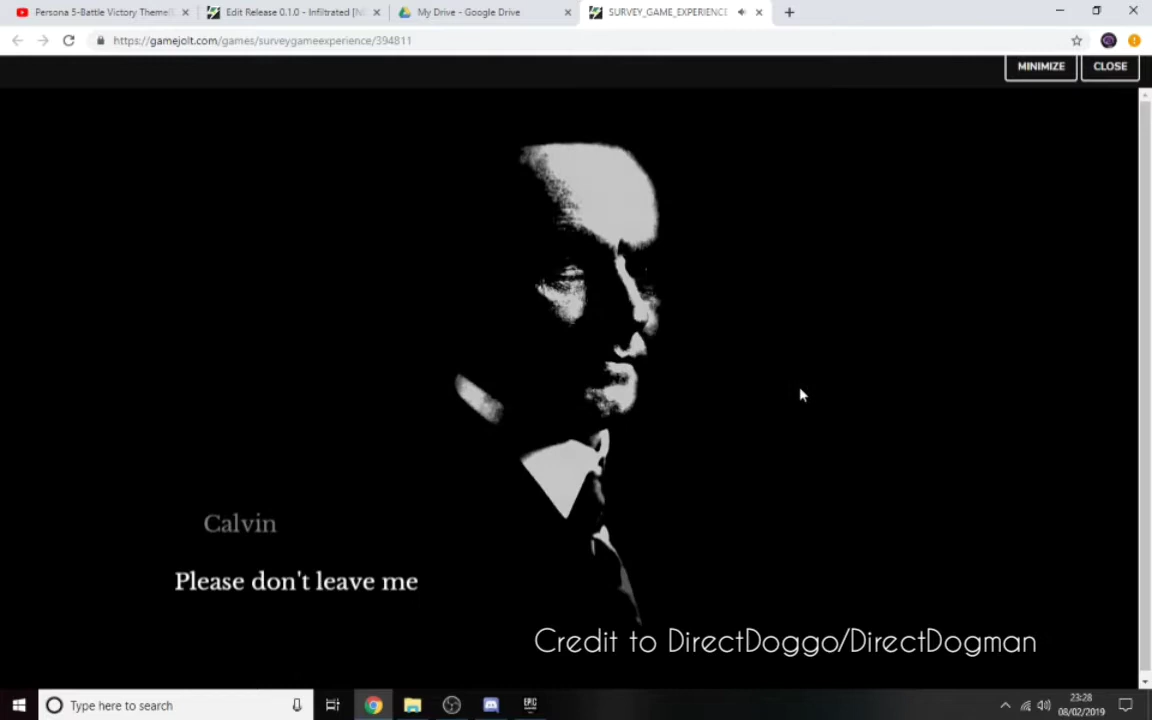 Persona 5-Battle Victory Theme
Edit Release 0.1.0 - Infiltrated [Ni
My Drive - Google Drive
SURVEY_GAME_EXPERIENCE
https://gamejolt.com/games/surveygameexperience/394811
MINIMIZE
CLOSE
Calvin
Please don't leave me
Credit to DirectDoggo/DirectDogman
Type here to search
EPIC
23:28
08/02/2019